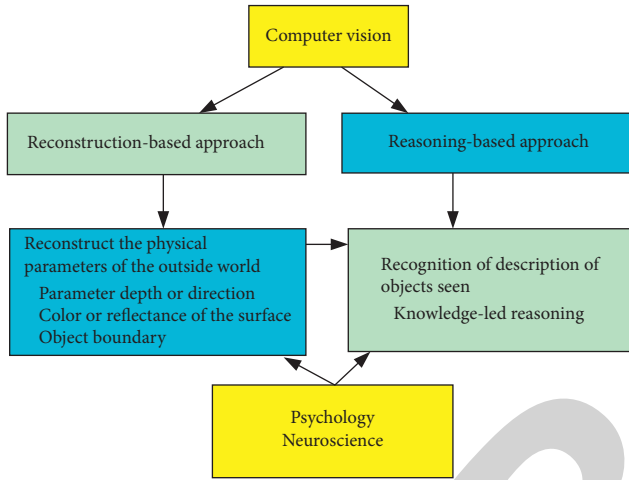 Computer vision
Reconstruction-based approach
Reasoning-based approach
Reconstruct the physical
parameters of the outside world
Parameter depth or direction
Color or reflectance of the surface
Object boundary
Recognition of description of
objects seen
Knowledge-led reasoning
Psychology
Neuroscience